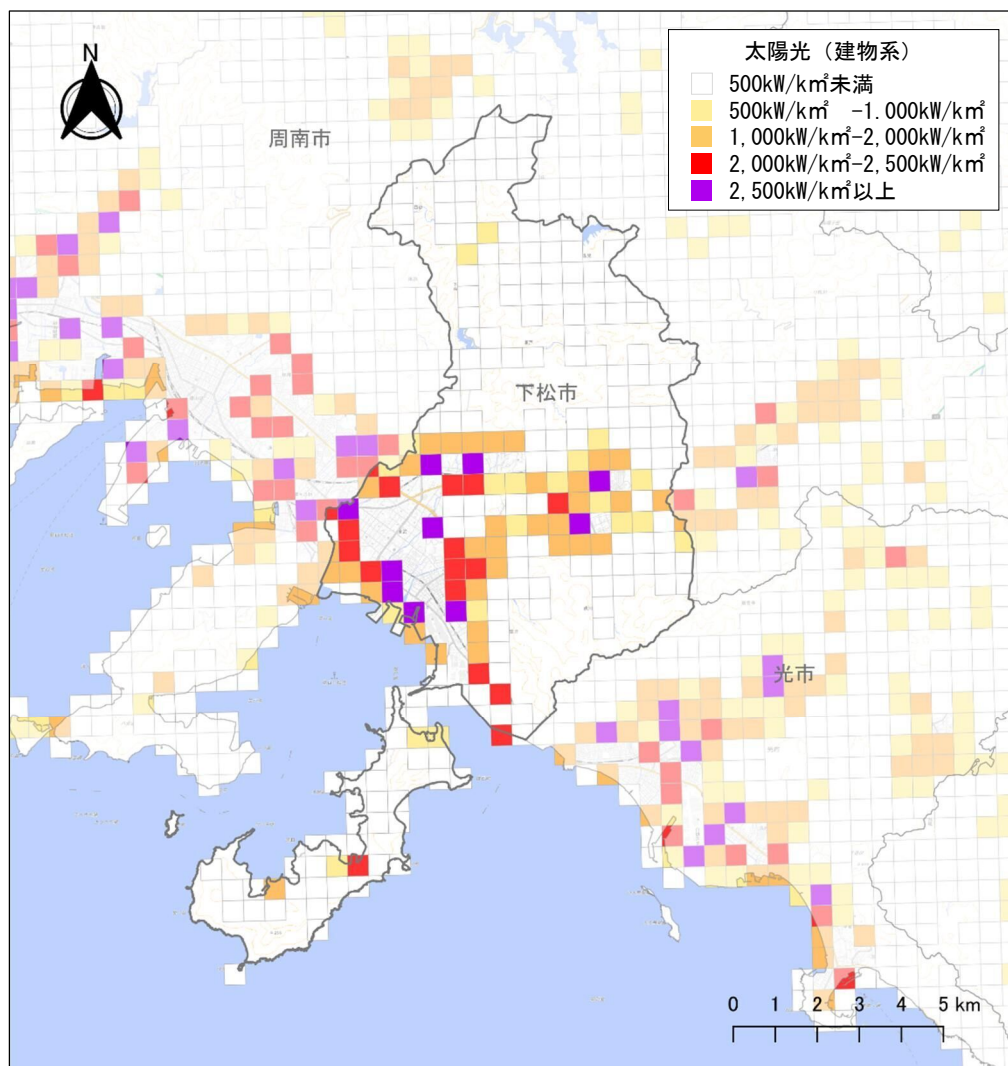 N
太陽光（建物系）
500kW/k㎡未満
500kW/k㎡ -1.000kW/k㎡
1,000kW/k㎡-2,000kW/k㎡
2,000kW/k㎡-2,500kW/k㎡
2,500kW/k㎡以上
周南市
下松市
光市
0 1 2 3 4 5 km